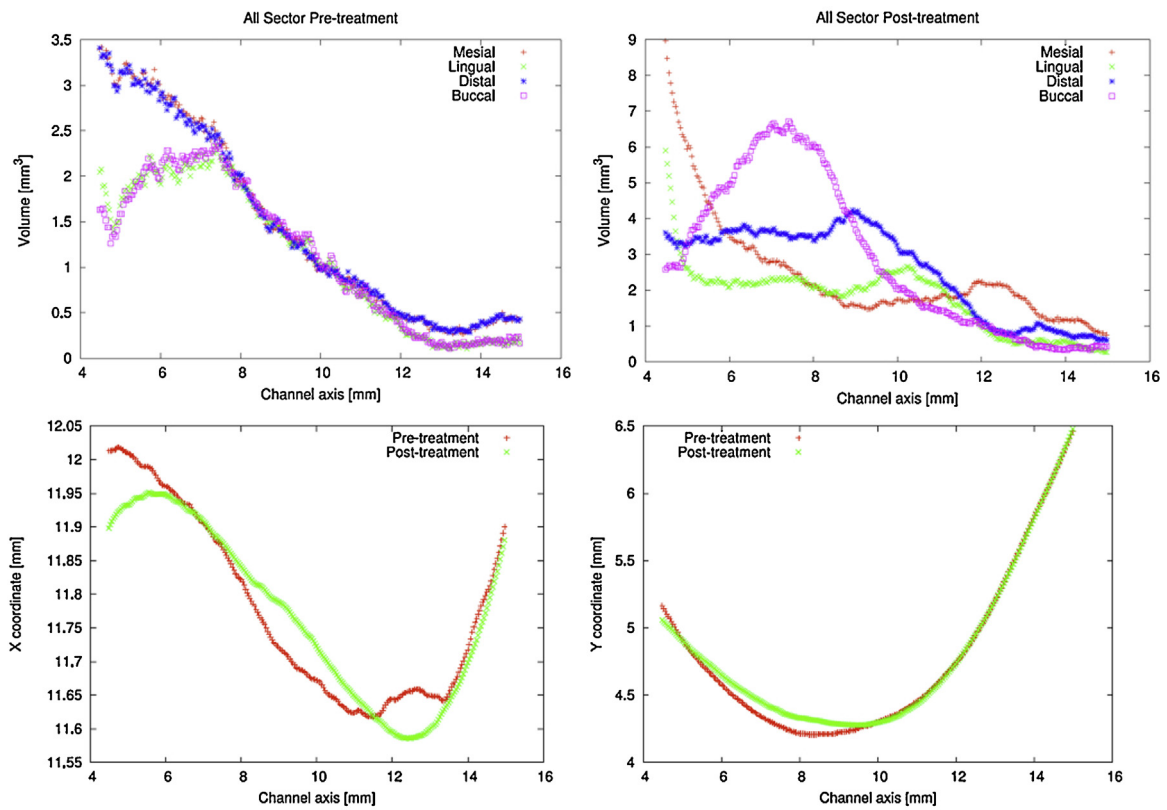 All Sector Pre-treatment
3.5
3
2.5
2
1.5
1
0.5
0
Volume [mm³]
Mesial
Lingual
Distal
Buccal
4 6 8 10 12 14 16
Channel axis [mm]
All Sector Post-treatment
9
8
7
6
5
4
3
2
1
0
Volume [mm³]
Mesial
Lingual
Distal
Buccal
4 6 8 10 12 14 16
Channel axis [mm]
12.05
12
11.95
11.9
11.85
11.8
11.75
11.7
11.65
11.6
11,55
X coordinate [mm]
Pre-treatment
Post-treatment
4 6 8 10 12 14 16
Channel axis [mm]
6.5
6
5.5
5
4.5
4
Y coordinate [mm]
Pre-treatment
Post-treatment
4 6 8 10 12 14 16
Channel axis [mm]